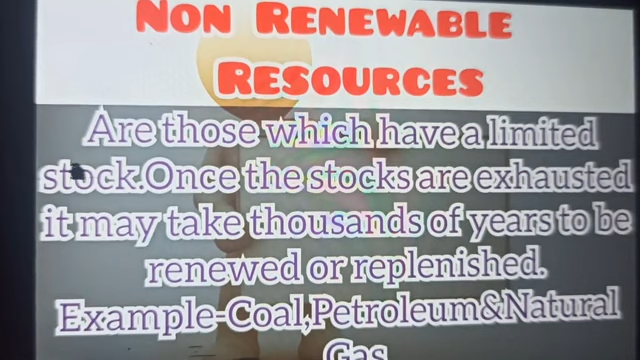 NON RENEWABLE
RESOURCES
Are those which have a limited
stock.Once the stocks are exhausted
it may take thousands of years to be
renewed or replenished.
Example-Coal,Petroleum&Natural
Gas